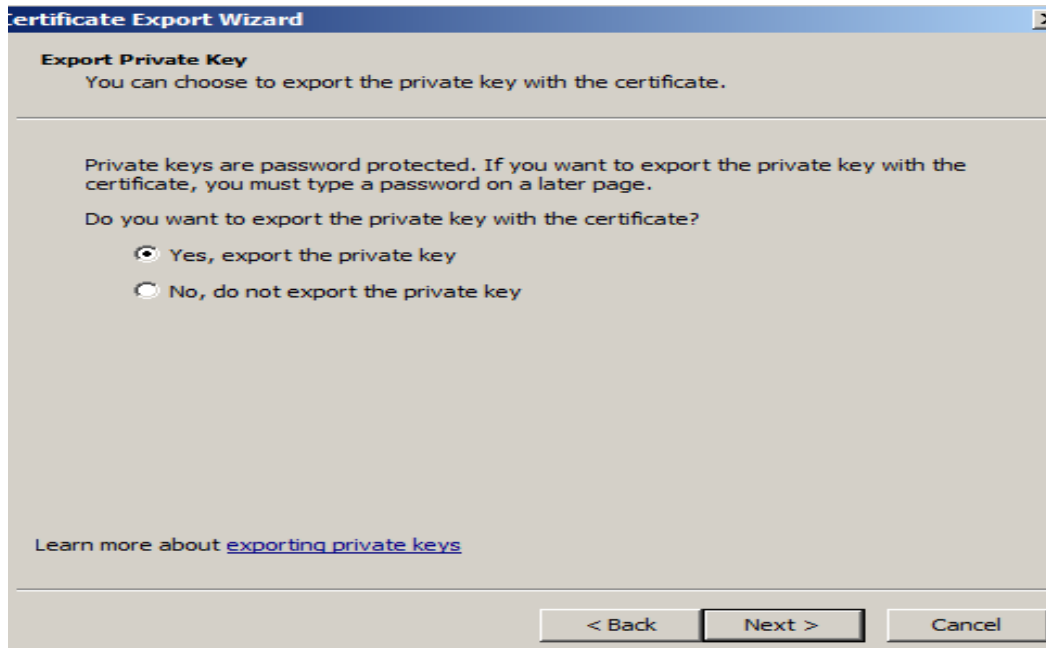 Certificate Export Wizard
Export Private Key
You can choose to export the private key with the certificate.
Private keys are password protected. If you want to export the private key with the
certificate, you must type a password on a later page.
Do you want to export the private key with the certificate?
Yes, export the private key
No, do not export the private key
Learn more about exporting private keys
< Back Next > Cancel